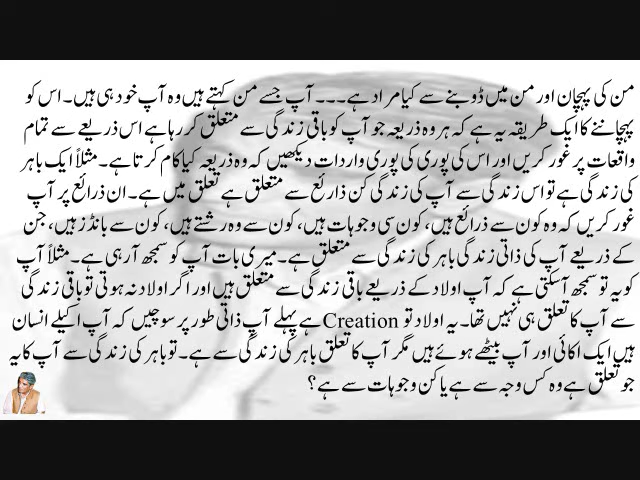 من کی پہچان اور من میں ڈوبنے سے کیا مراد ہے۔۔۔ آپ جسے من کہتے ہیں وہ آپ خود ہی ہیں۔ اس کو
پہچاننے کا ایک طریقہ یہ ہے کہ ہر وہ ذریعہ جو آپ کو باقی زندگی سے متعلق کر رہا ہے اس ذریعے سے تمام
واقعات پر غور کریں اور اس کی پوری کی پوری واردات دیکھیں کہ وہ ذریعہ کیا کام کرتا ہے۔ مثلاً ایک باہر
کی زندگی ہے تو اس زندگی سے آپ کی زندگی کن ذرائع سے متعلق ہے تعلق میں ہے۔ ان ذرائع پر آپ
غور کریں کہ وہ کون سے ذرائع ہیں، کون سی وجوہات ہیں، کون سے وہ رشتے ہیں، کون سے بانڈز ہیں، جن
کے ذریعے آپ کی ذاتی زندگی باہر کی زندگی سے متعلق ہے۔ میری بات آپ کو سمجھ آ رہی ہے۔ مثلاً آپ
کو یہ تو سمجھ آ سکتی ہے کہ آپ اولاد کے ذریعے باقی زندگی سے متعلق ہیں اور اگر اولاد نہ ہوتی تو باقی زندگی
سے آپ کا تعلق ہی نہیں تھا۔ یہ اولاد تو Creation ہے پہلے آپ ذاتی طور پر سوچیں کہ آپ اکیلے انسان
ہیں ایک اکائی اور آپ بیٹھے ہوئے ہیں مگر آپ کا تعلق باہر کی زندگی سے ہے۔ تو باہر کی زندگی سے آپ کا یہ
جو تعلق ہے وہ کس وجہ سے ہے یا کن وجوہات سے ہے؟